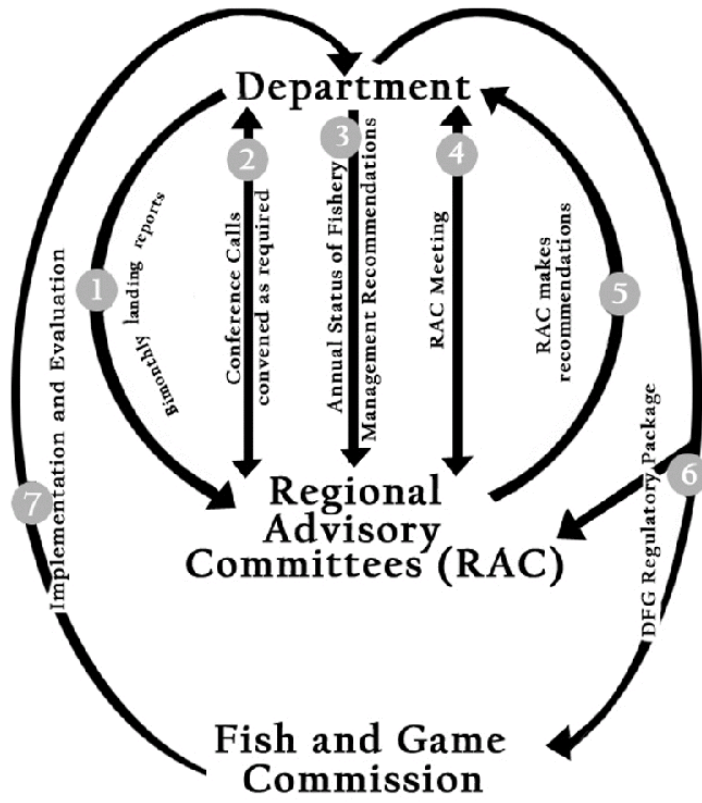 Department
1
Bimonthly landing reports
2
Conference Calls
convened as required
3
Annual Status of Fishery
Management Recommendations
4
RAC Meeting
5
RAC makes
recommendations
Regional
Advisory
Committees (RAC)
6
DFG Regulatory Package
7
Implementation and Evaluation
Fish and Game
Commission